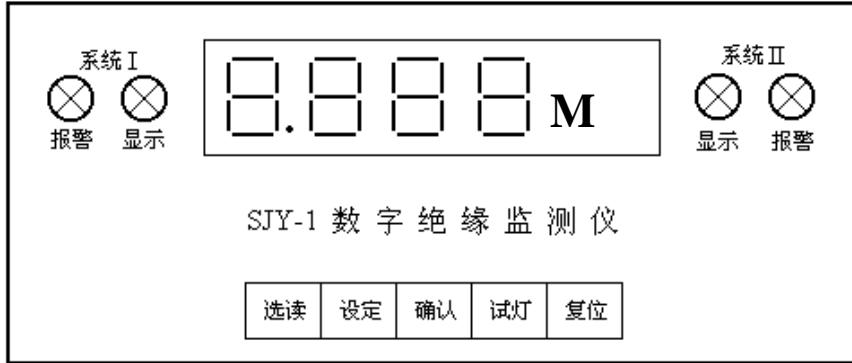 系统Ⅰ
报警 显示
8.888 M
系统Ⅱ
显示 报警
SJY-1 数字绝缘监测仪
选读 设定 确认 试灯 复位